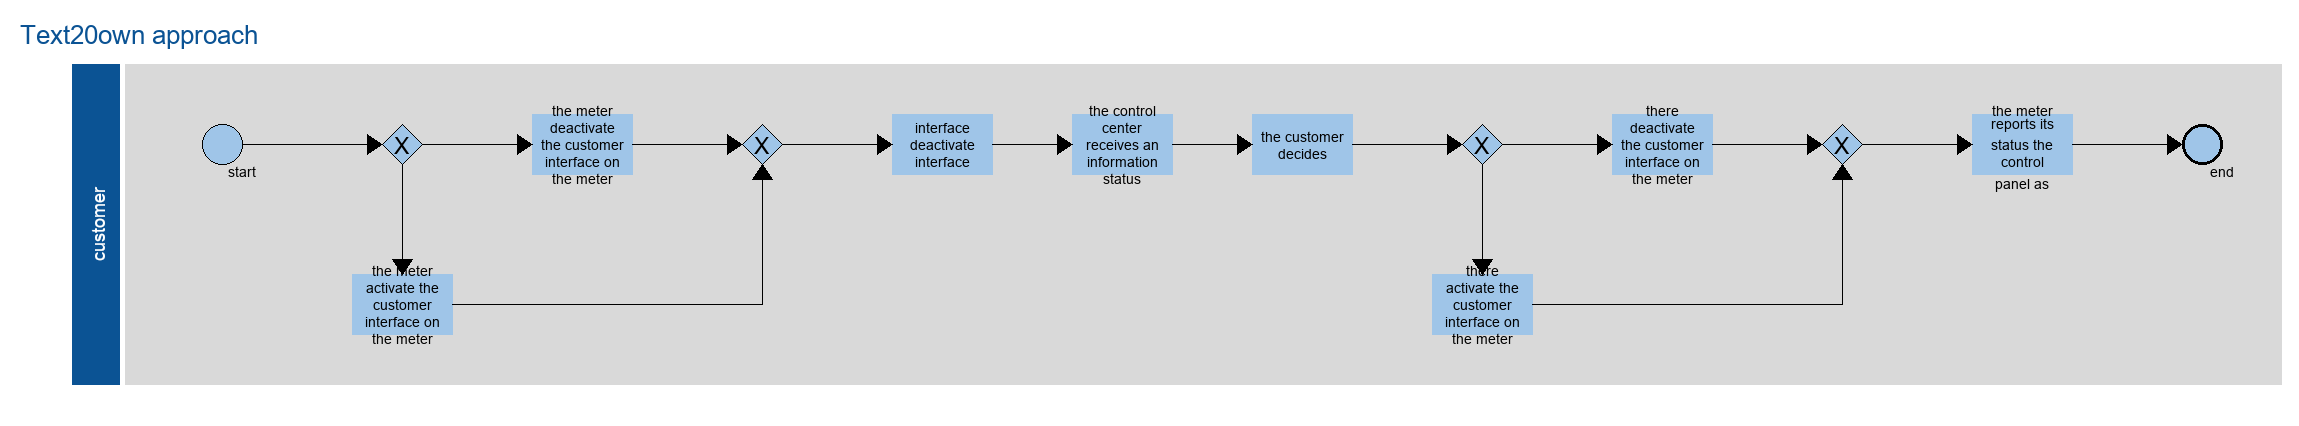 Text20own approach
customer
start
X
the meter
deactivate
the customer
interface on
the meter
X
interface
deactivate
interface
the control
center
receives an
information
status
the customer
decides
X
there
deactivate
the customer
interface on
the meter
X
the meter
reports its
status the
control
panel as
end
the meter
activate the
customer
interface on
the meter
there
activate the
customer
interface on
the meter